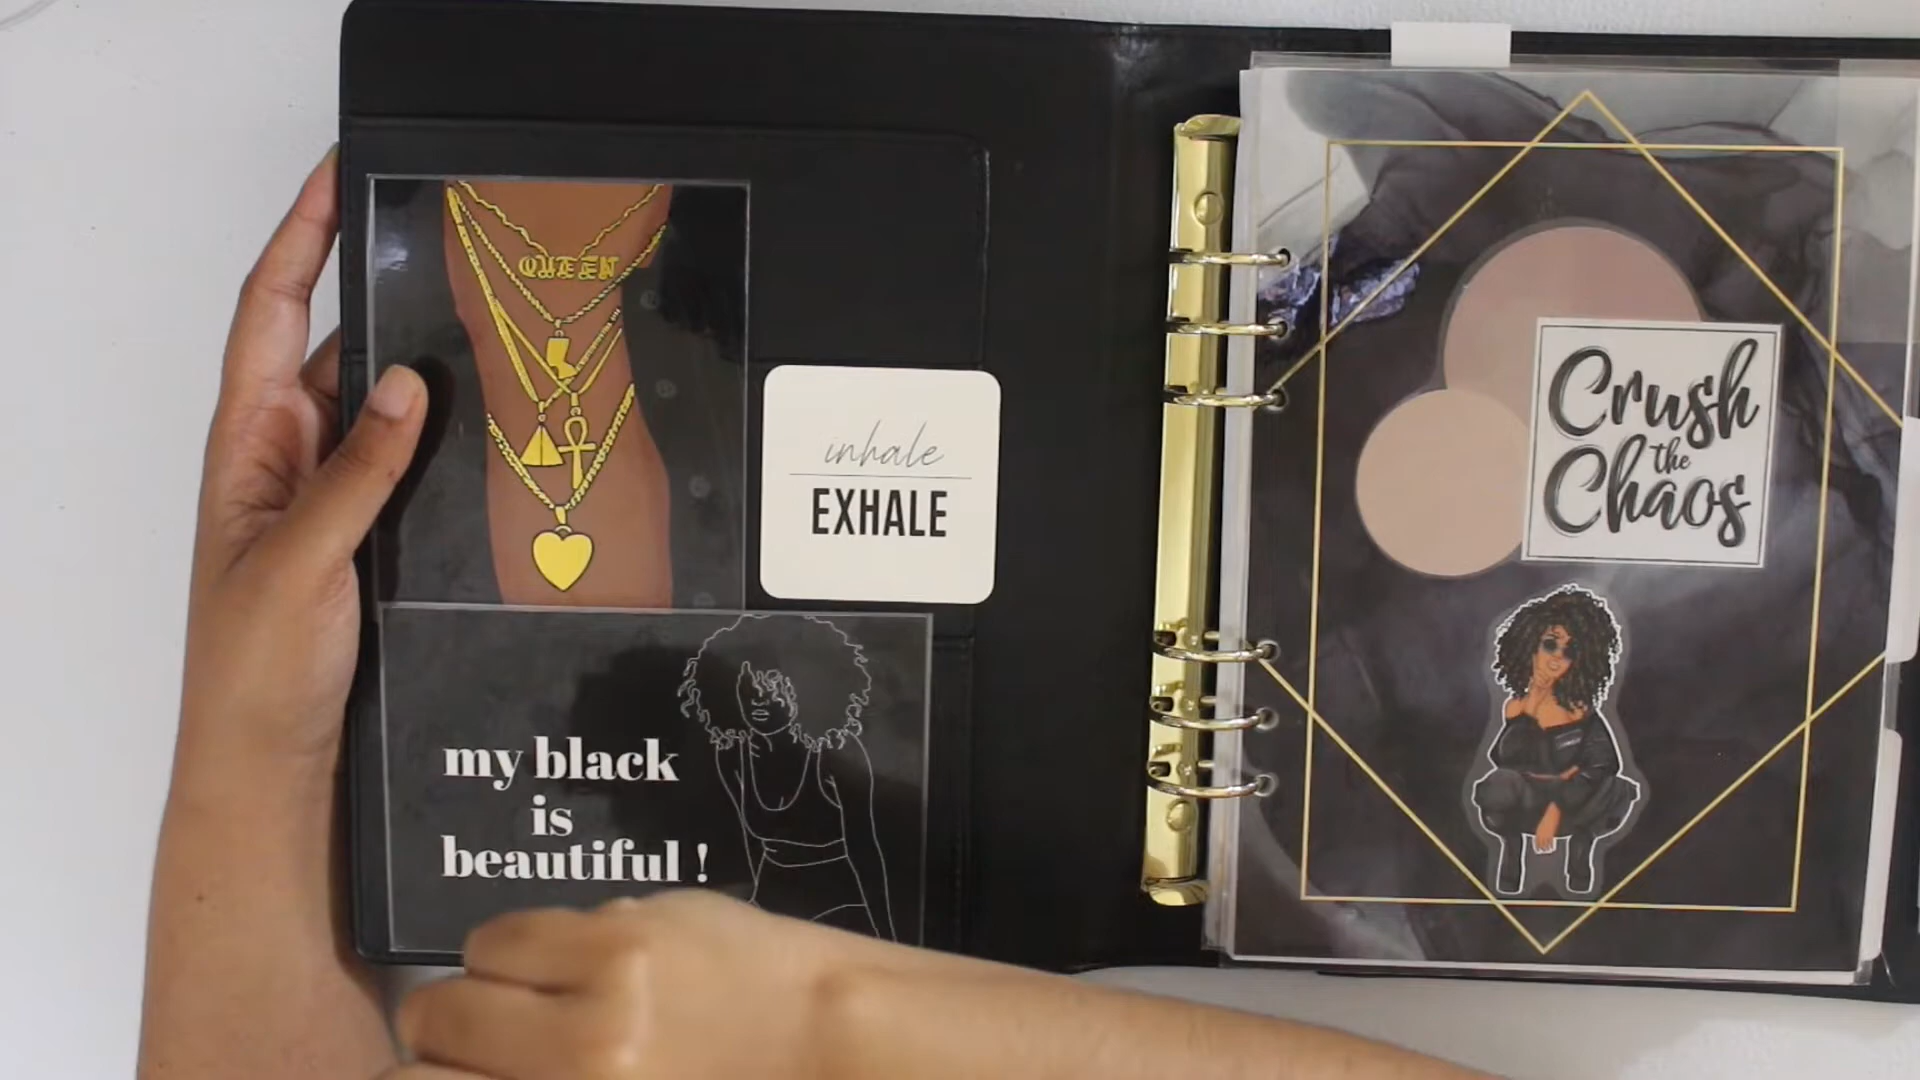 QUEEN
inhale
EXHALE
my black
is
beautiful !
Crush
the
Chaos